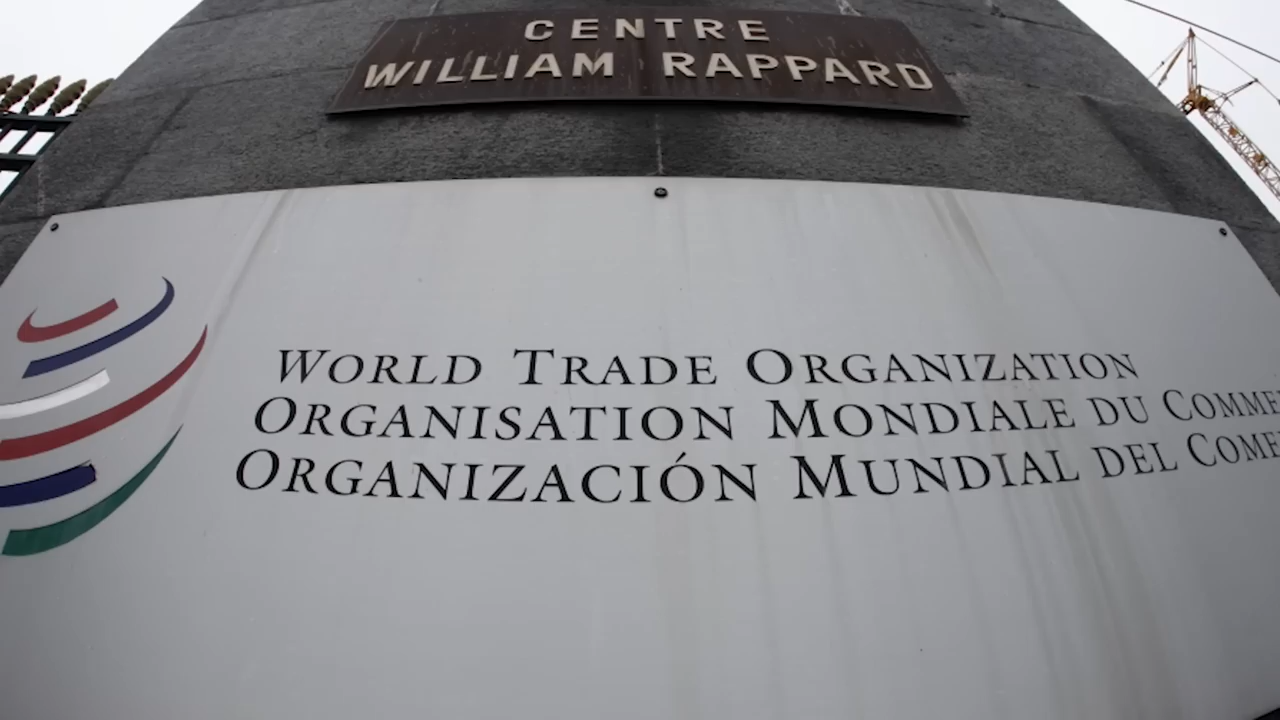 CENTRE
WILLIAM RAPPARD
WORLD TRADE ORGANIZATION
ORGANISATION MONDIALE DU
ORGANIZACIÓN MUNDIAL DEL